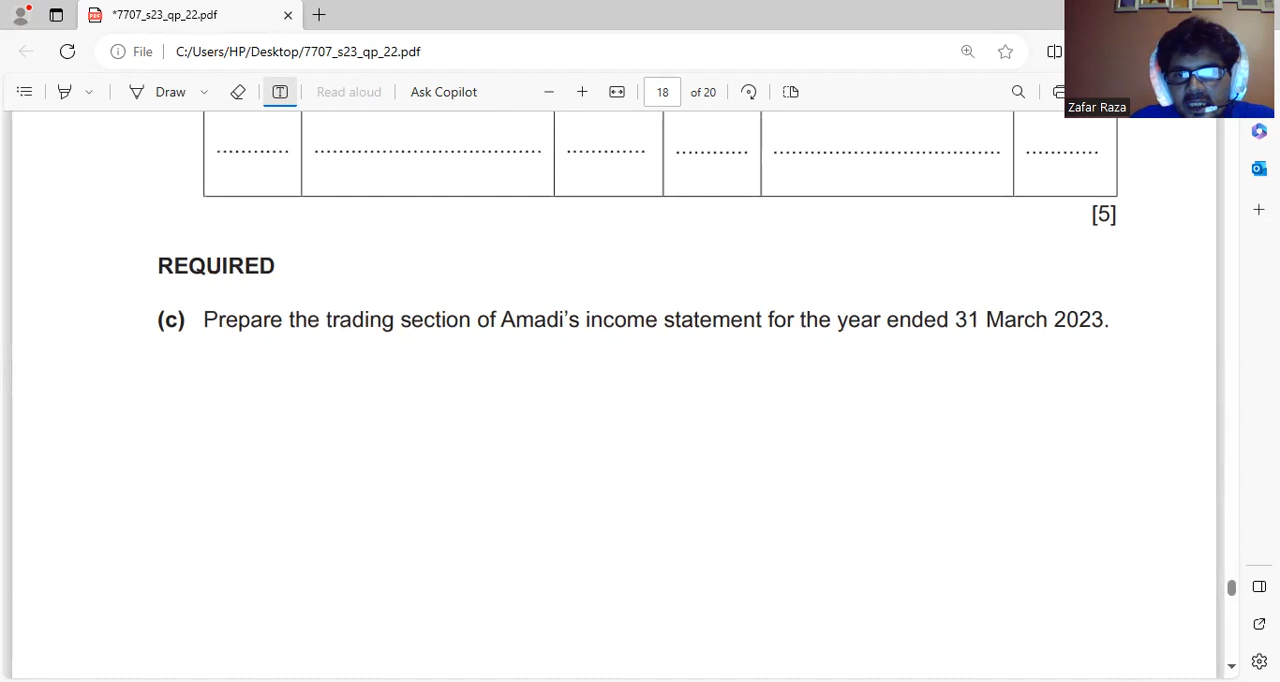 *7707_s23_qp_22.pdf
File C:/Users/HP/Desktop/7707_s23_qp_22.pdf
Draw Read aloud Ask Copilot 18 of 20
Zafar Raza
[5]
REQUIRED
(c) Prepare the trading section of Amadi's income statement for the year ended 31 March 2023.